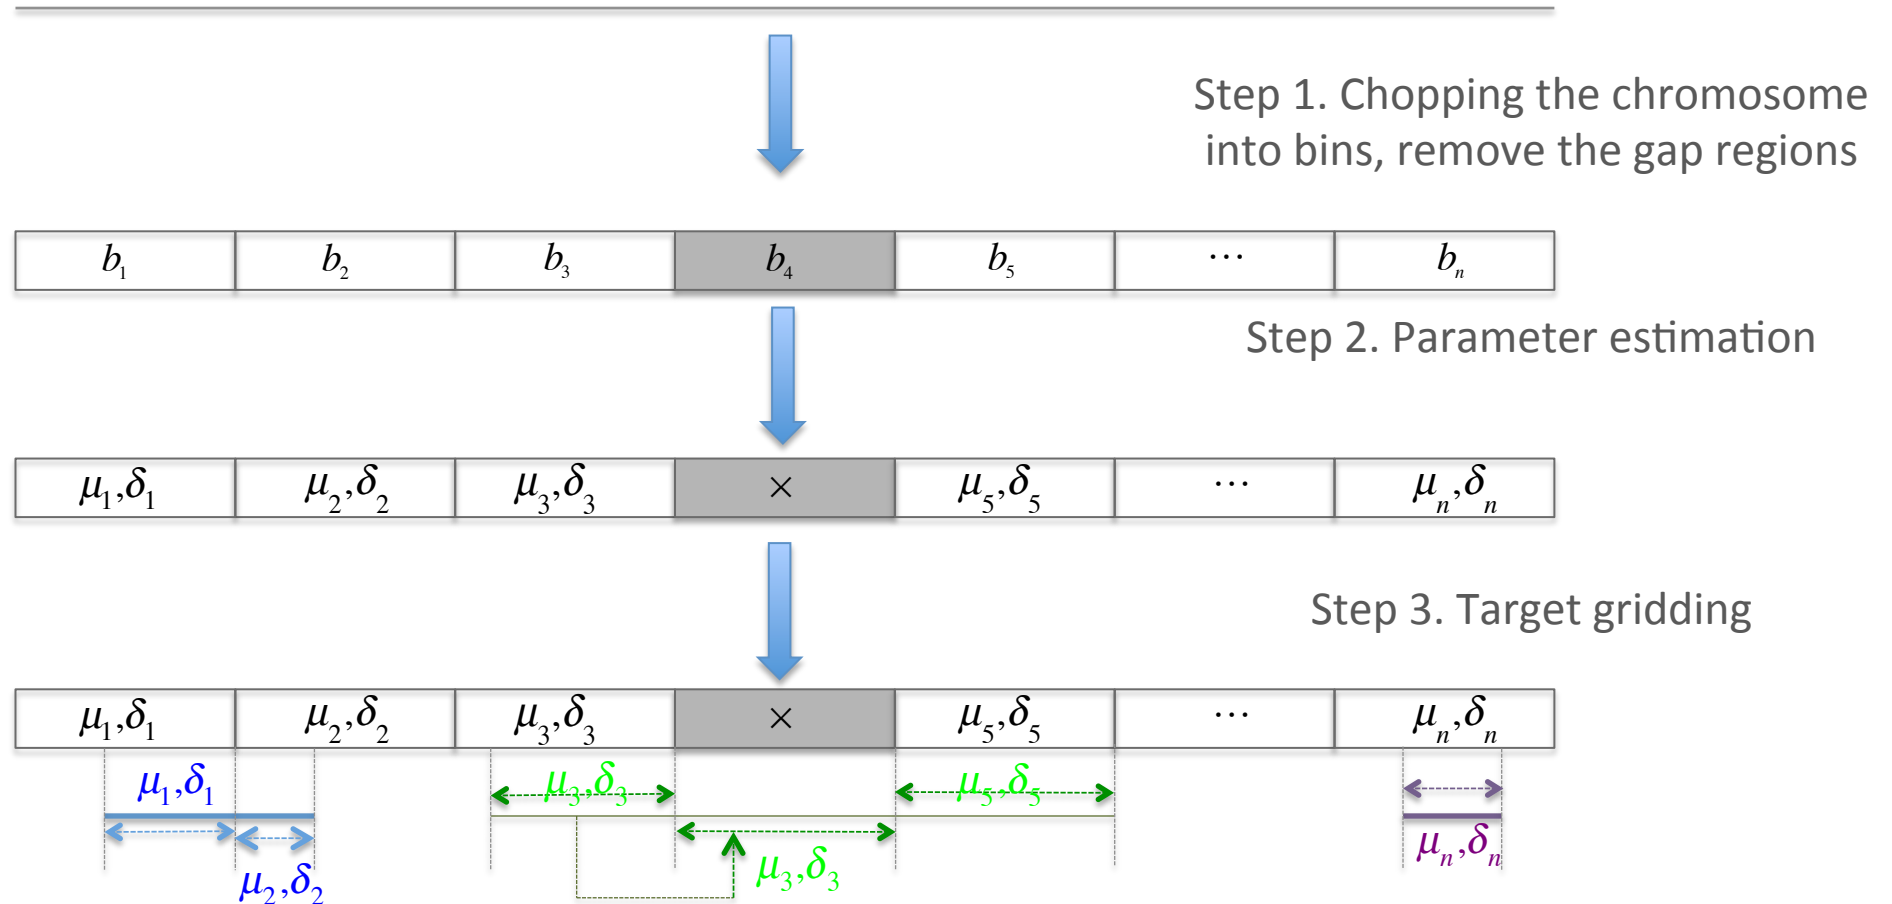 Step 1. Chopping the chromosome
into bins, remove the gap regions
b₁ b₂ b₃ b₄ b₅ ⋯ bₙ
Step 2. Parameter estimation
μ₁,δ₁ μ₂,δ₂ μ₃,δ₃ × μ₅,δ₅ ⋯ μₙ,δₙ
Step 3. Target gridding
μ₁,δ₁ μ₂,δ₂ μ₃,δ₃ × μ₅,δ₅ ⋯ μₙ,δₙ
μ₁,δ₁ μ₃,δ₃ μ₅,δ₅
μₙ,δₙ
μ₂,δ₂ μ₃,δ₃